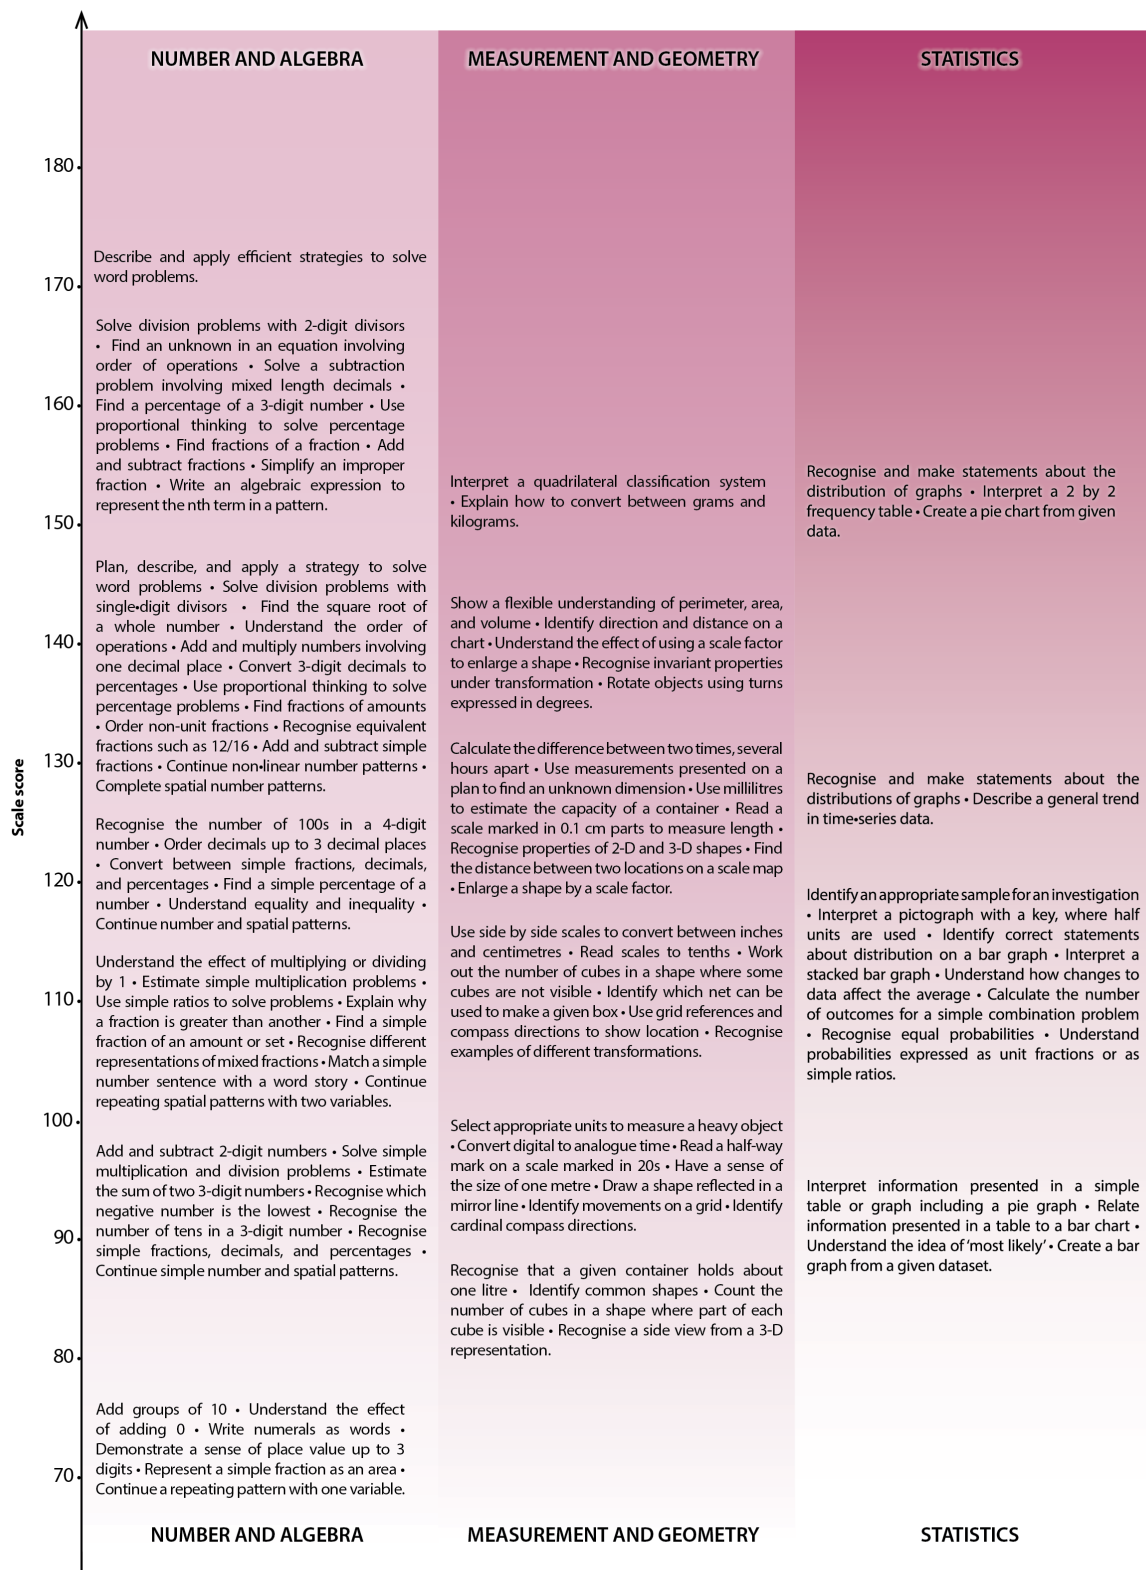 NUMBER AND ALGEBRA
MEASUREMENT AND GEOMETRY
STATISTICS
Scale score
180
170
160
150
140
130
120
110
100
90
80
70
Describe and apply efficient strategies to solve
word problems.
Solve division problems with 2-digit divisors
• Find an unknown in an equation involving
order of operations • Solve a subtraction
problem involving mixed length decimals •
Find a percentage of a 3-digit number • Use
proportional thinking to solve percentage
problems • Find fractions of a fraction • Add
and subtract fractions • Simplify an improper
fraction • Write an algebraic expression to
represent the nth term in a pattern.
Plan, describe, and apply a strategy to solve
word problems • Solve division problems with
single•digit divisors • Find the square root of
a whole number • Understand the order of
operations • Add and multiply numbers involving
one decimal place • Convert 3-digit decimals to
percentages • Use proportional thinking to solve
percentage problems • Find fractions of amounts
• Order non-unit fractions • Recognise equivalent
fractions such as 12/16 • Add and subtract simple
fractions • Continue non•linear number patterns •
Complete spatial number patterns.
Recognise the number of 100s in a 4-digit
number • Order decimals up to 3 decimal places
• Convert between simple fractions, decimals,
and percentages • Find a simple percentage of a
number • Understand equality and inequality •
Continue number and spatial patterns.
Understand the effect of multiplying or dividing
by 1 • Estimate simple multiplication problems •
Use simple ratios to solve problems • Explain why
a fraction is greater than another • Find a simple
fraction of an amount or set • Recognise different
representations of mixed fractions • Match a simple
number sentence with a word story • Continue
repeating spatial patterns with two variables.
Add and subtract 2-digit numbers • Solve simple
multiplication and division problems • Estimate
the sum of two 3-digit numbers • Recognise which
negative number is the lowest • Recognise the
number of tens in a 3-digit number • Recognise
simple fractions, decimals, and percentages •
Continue simple number and spatial patterns.
Add groups of 10 • Understand the effect
of adding 0 • Write numerals as words •
Demonstrate a sense of place value up to 3
digits • Represent a simple fraction as an area •
Continue a repeating pattern with one variable.
Interpret a quadrilateral classification system
• Explain how to convert between grams and
kilograms.
Show a flexible understanding of perimeter, area,
and volume • Identify direction and distance on a
chart • Understand the effect of using a scale factor
to enlarge a shape • Recognise invariant properties
under transformation • Rotate objects using turns
expressed in degrees.
Calculate the difference between two times, several
hours apart • Use measurements presented on a
plan to find an unknown dimension • Use millilitres
to estimate the capacity of a container • Read a
scale marked in 0.1 cm parts to measure length •
Recognise properties of 2-D and 3-D shapes • Find
the distance between two locations on a scale map
• Enlarge a shape by a scale factor.
Use side by side scales to convert between inches
and centimetres • Read scales to tenths • Work
out the number of cubes in a shape where some
cubes are not visible • Identify which net can be
used to make a given box • Use grid references and
compass directions to show location • Recognise
examples of different transformations.
Select appropriate units to measure a heavy object
• Convert digital to analogue time • Read a half-way
mark on a scale marked in 20s • Have a sense of
the size of one metre • Draw a shape reflected in a
mirror line • Identify movements on a grid • Identify
cardinal compass directions.
Recognise that a given container holds about
one litre • Identify common shapes • Count the
number of cubes in a shape where part of each
cube is visible • Recognise a side view from a 3-D
representation.
Recognise and make statements about the
distribution of graphs • Interpret a 2 by 2
frequency table • Create a pie chart from given
data.
Recognise and make statements about the
distributions of graphs • Describe a general trend
in time•series data.
Identify an appropriate sample for an investigation
• Interpret a pictograph with a key, where half
units are used • Identify correct statements
about distribution on a bar graph • Interpret a
stacked bar graph • Understand how changes to
data affect the average • Calculate the number
of outcomes for a simple combination problem
• Recognise equal probabilities • Understand
probabilities expressed as unit fractions or as
simple ratios.
Interpret information presented in a simple
table or graph including a pie graph • Relate
information presented in a table to a bar chart •
Understand the idea of ‘most likely’ • Create a bar
graph from a given dataset.
NUMBER AND ALGEBRA
MEASUREMENT AND GEOMETRY
STATISTICS